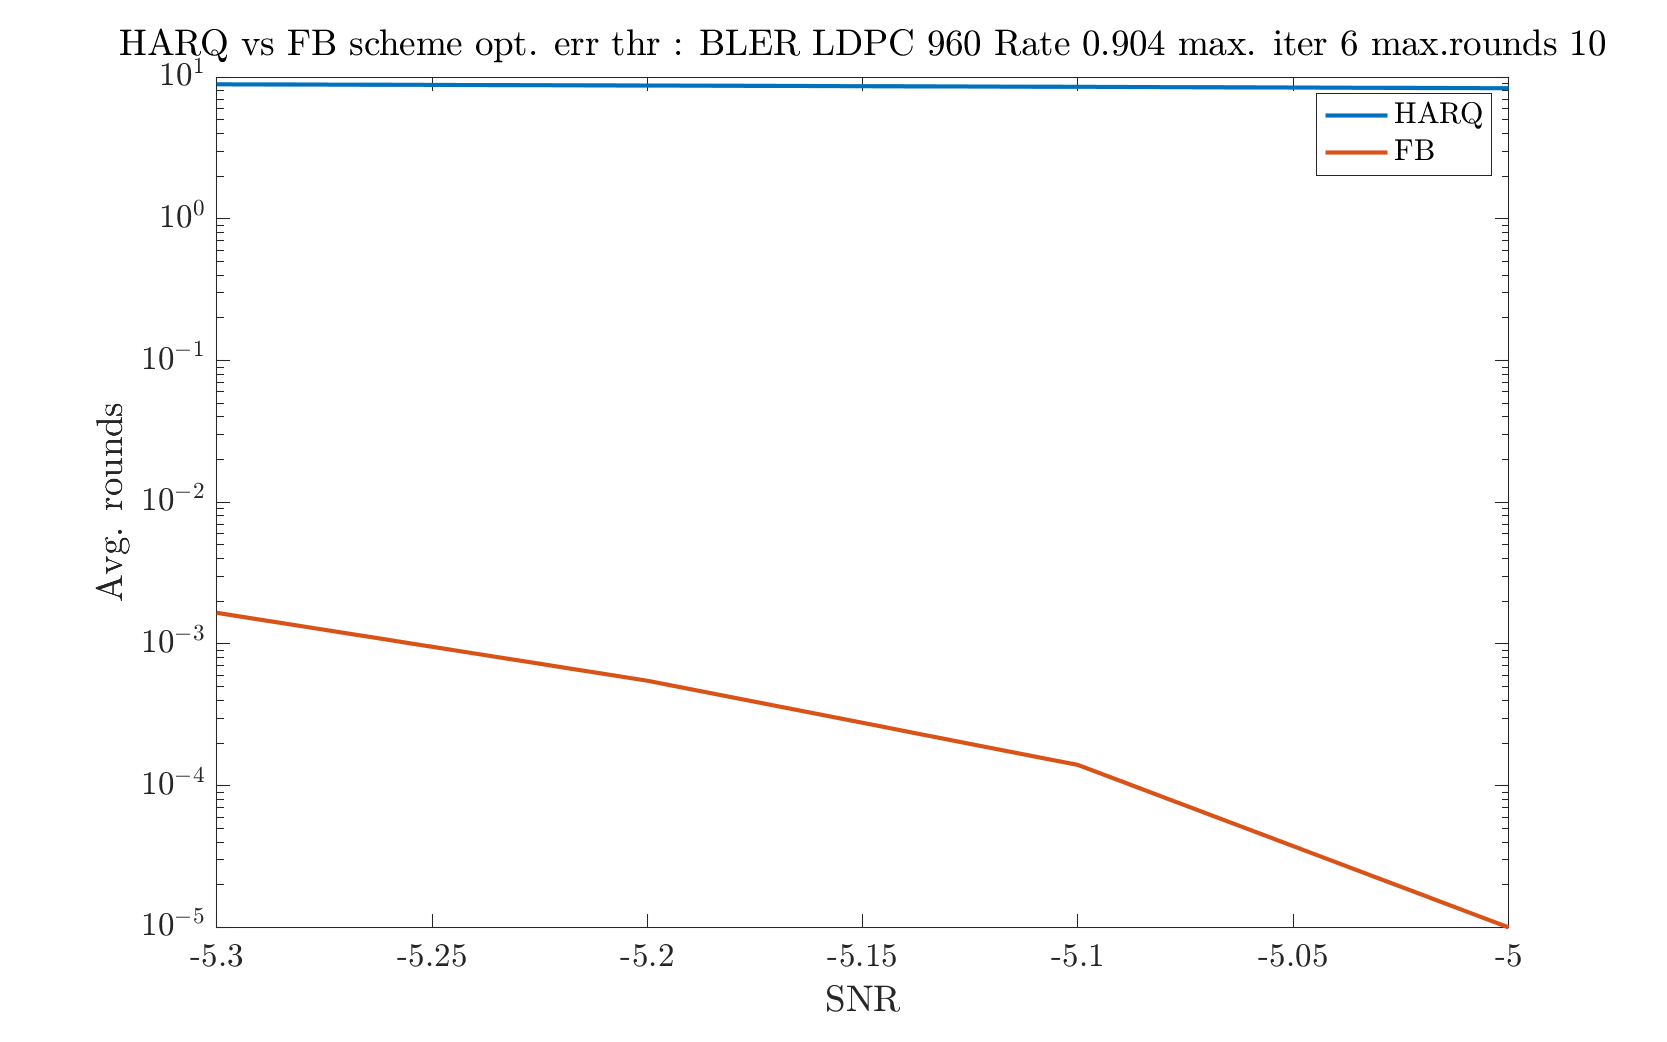 HARQ vs FB scheme opt. err thr : BLER LDPC 960 Rate 0.904 max. iter 6 max.rounds 10
10^1
10^0
10^-1
10^-2
10^-3
10^-4
10^-5
Avg. rounds
HARQ
FB
-5.3 -5.25 -5.2 -5.15 -5.1 -5.05 -5
SNR